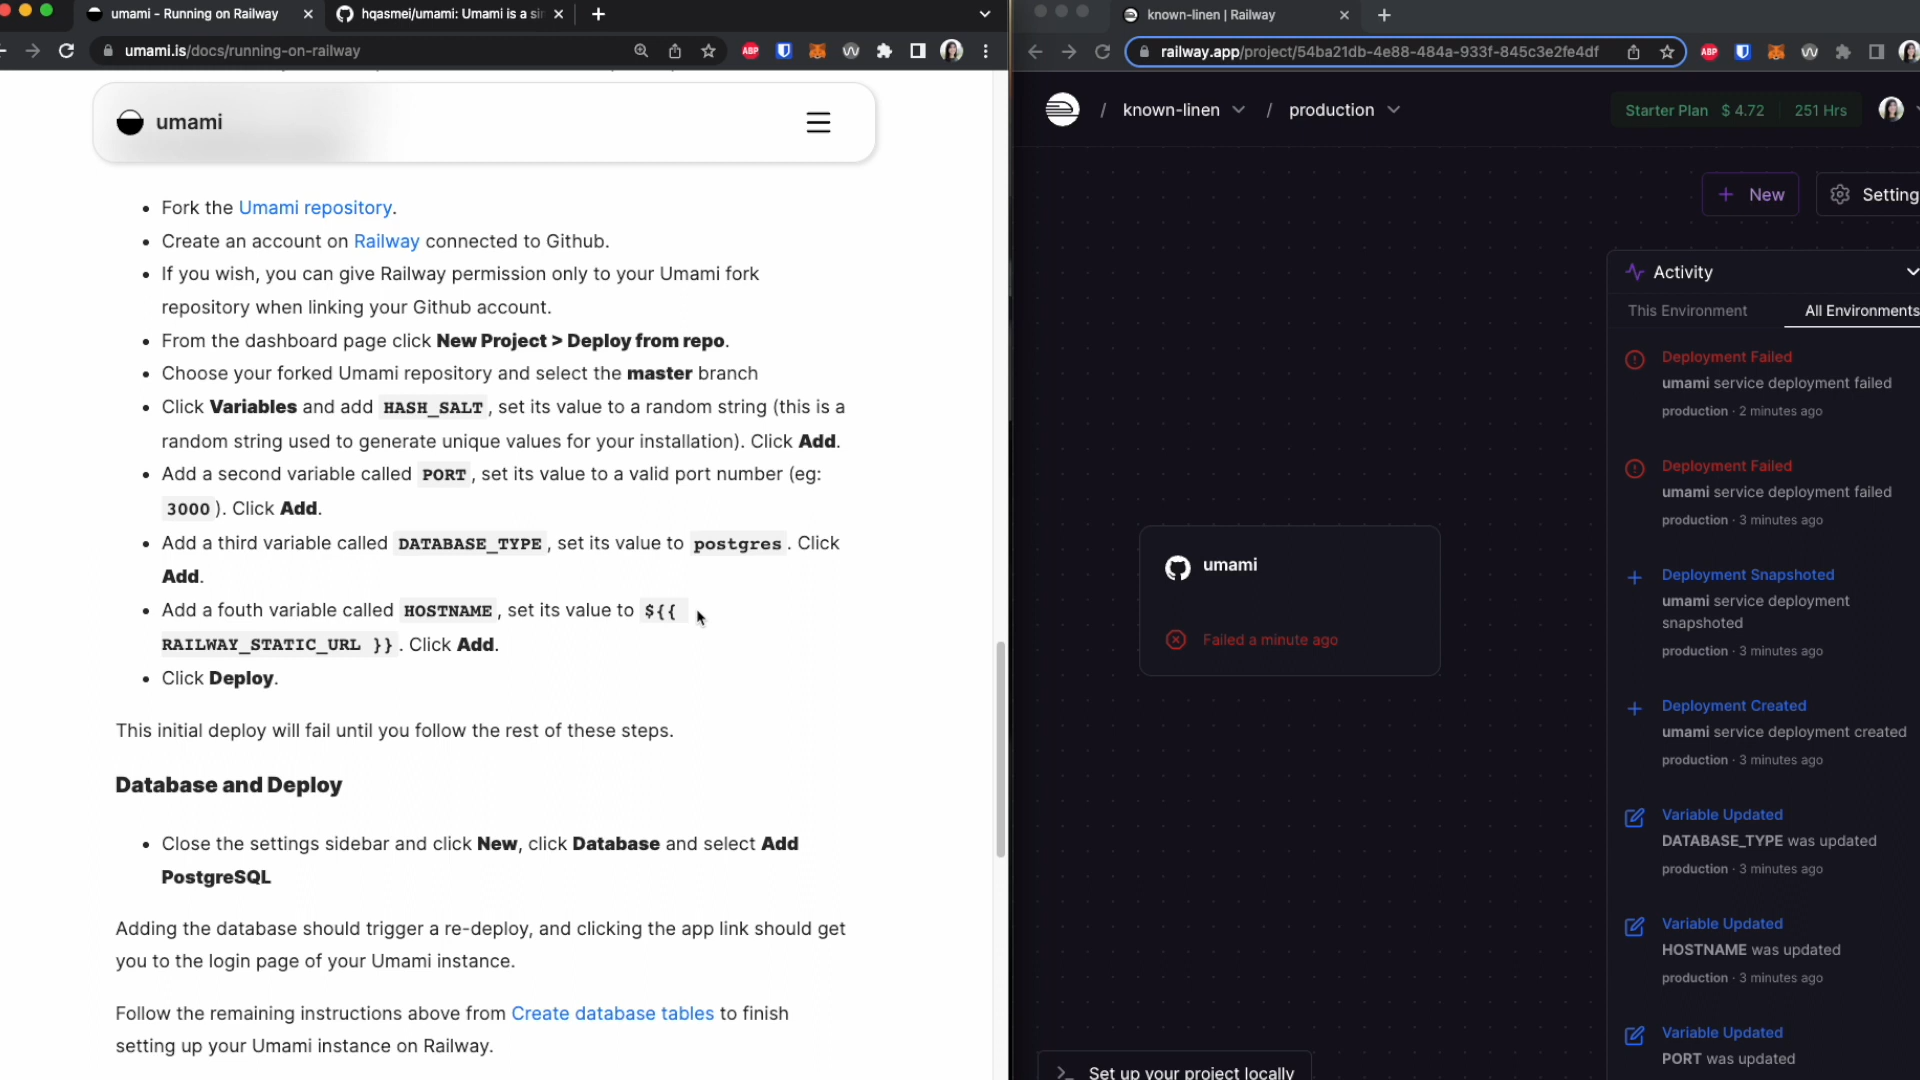 umami - Running on Railway
hqasmei/umami: Umami is a sim
umami.is/docs/running-on-railway
ABP
umami
Fork the Umami repository.
Create an account on Railway connected to Github.
If you wish, you can give Railway permission only to your Umami fork
repository when linking your Github account.
From the dashboard page click New Project > Deploy from repo.
Choose your forked Umami repository and select the master branch
Click Variables and add HASH_SALT, set its value to a random string (this is a
random string used to generate unique values for your installation). Click Add.
Add a second variable called PORT, set its value to a valid port number (eg:
3000). Click Add.
Add a third variable called DATABASE_TYPE, set its value to postgres. Click
Add.
Add a fouth variable called HOSTNAME, set its value to ${{
RAILWAY_STATIC_URL }}. Click Add.
Click Deploy.
This initial deploy will fail until you follow the rest of these steps.
Database and Deploy
Close the settings sidebar and click New, click Database and select Add
PostgreSQL
Adding the database should trigger a re-deploy, and clicking the app link should get
you to the login page of your Umami instance.
Follow the remaining instructions above from Create database tables to finish
setting up your Umami instance on Railway.
known-linen | Railway
railway.app/project/54ba21db-4e88-484a-933f-845c3e2fe4df
ABP
/ known-linen / production
Starter Plan $ 4.72 251 Hrs
+ New
Setting
Activity
This Environment All Environments
Deployment Failed
umami service deployment failed
production · 2 minutes ago
Deployment Failed
umami service deployment failed
production · 3 minutes ago
Deployment Snapshoted
umami service deployment
snapshoted
production · 3 minutes ago
Deployment Created
umami service deployment created
production · 3 minutes ago
Variable Updated
DATABASE_TYPE was updated
production · 3 minutes ago
Variable Updated
HOSTNAME was updated
production · 3 minutes ago
Variable Updated
PORT was updated
umami
Failed a minute ago
Set up your project locally